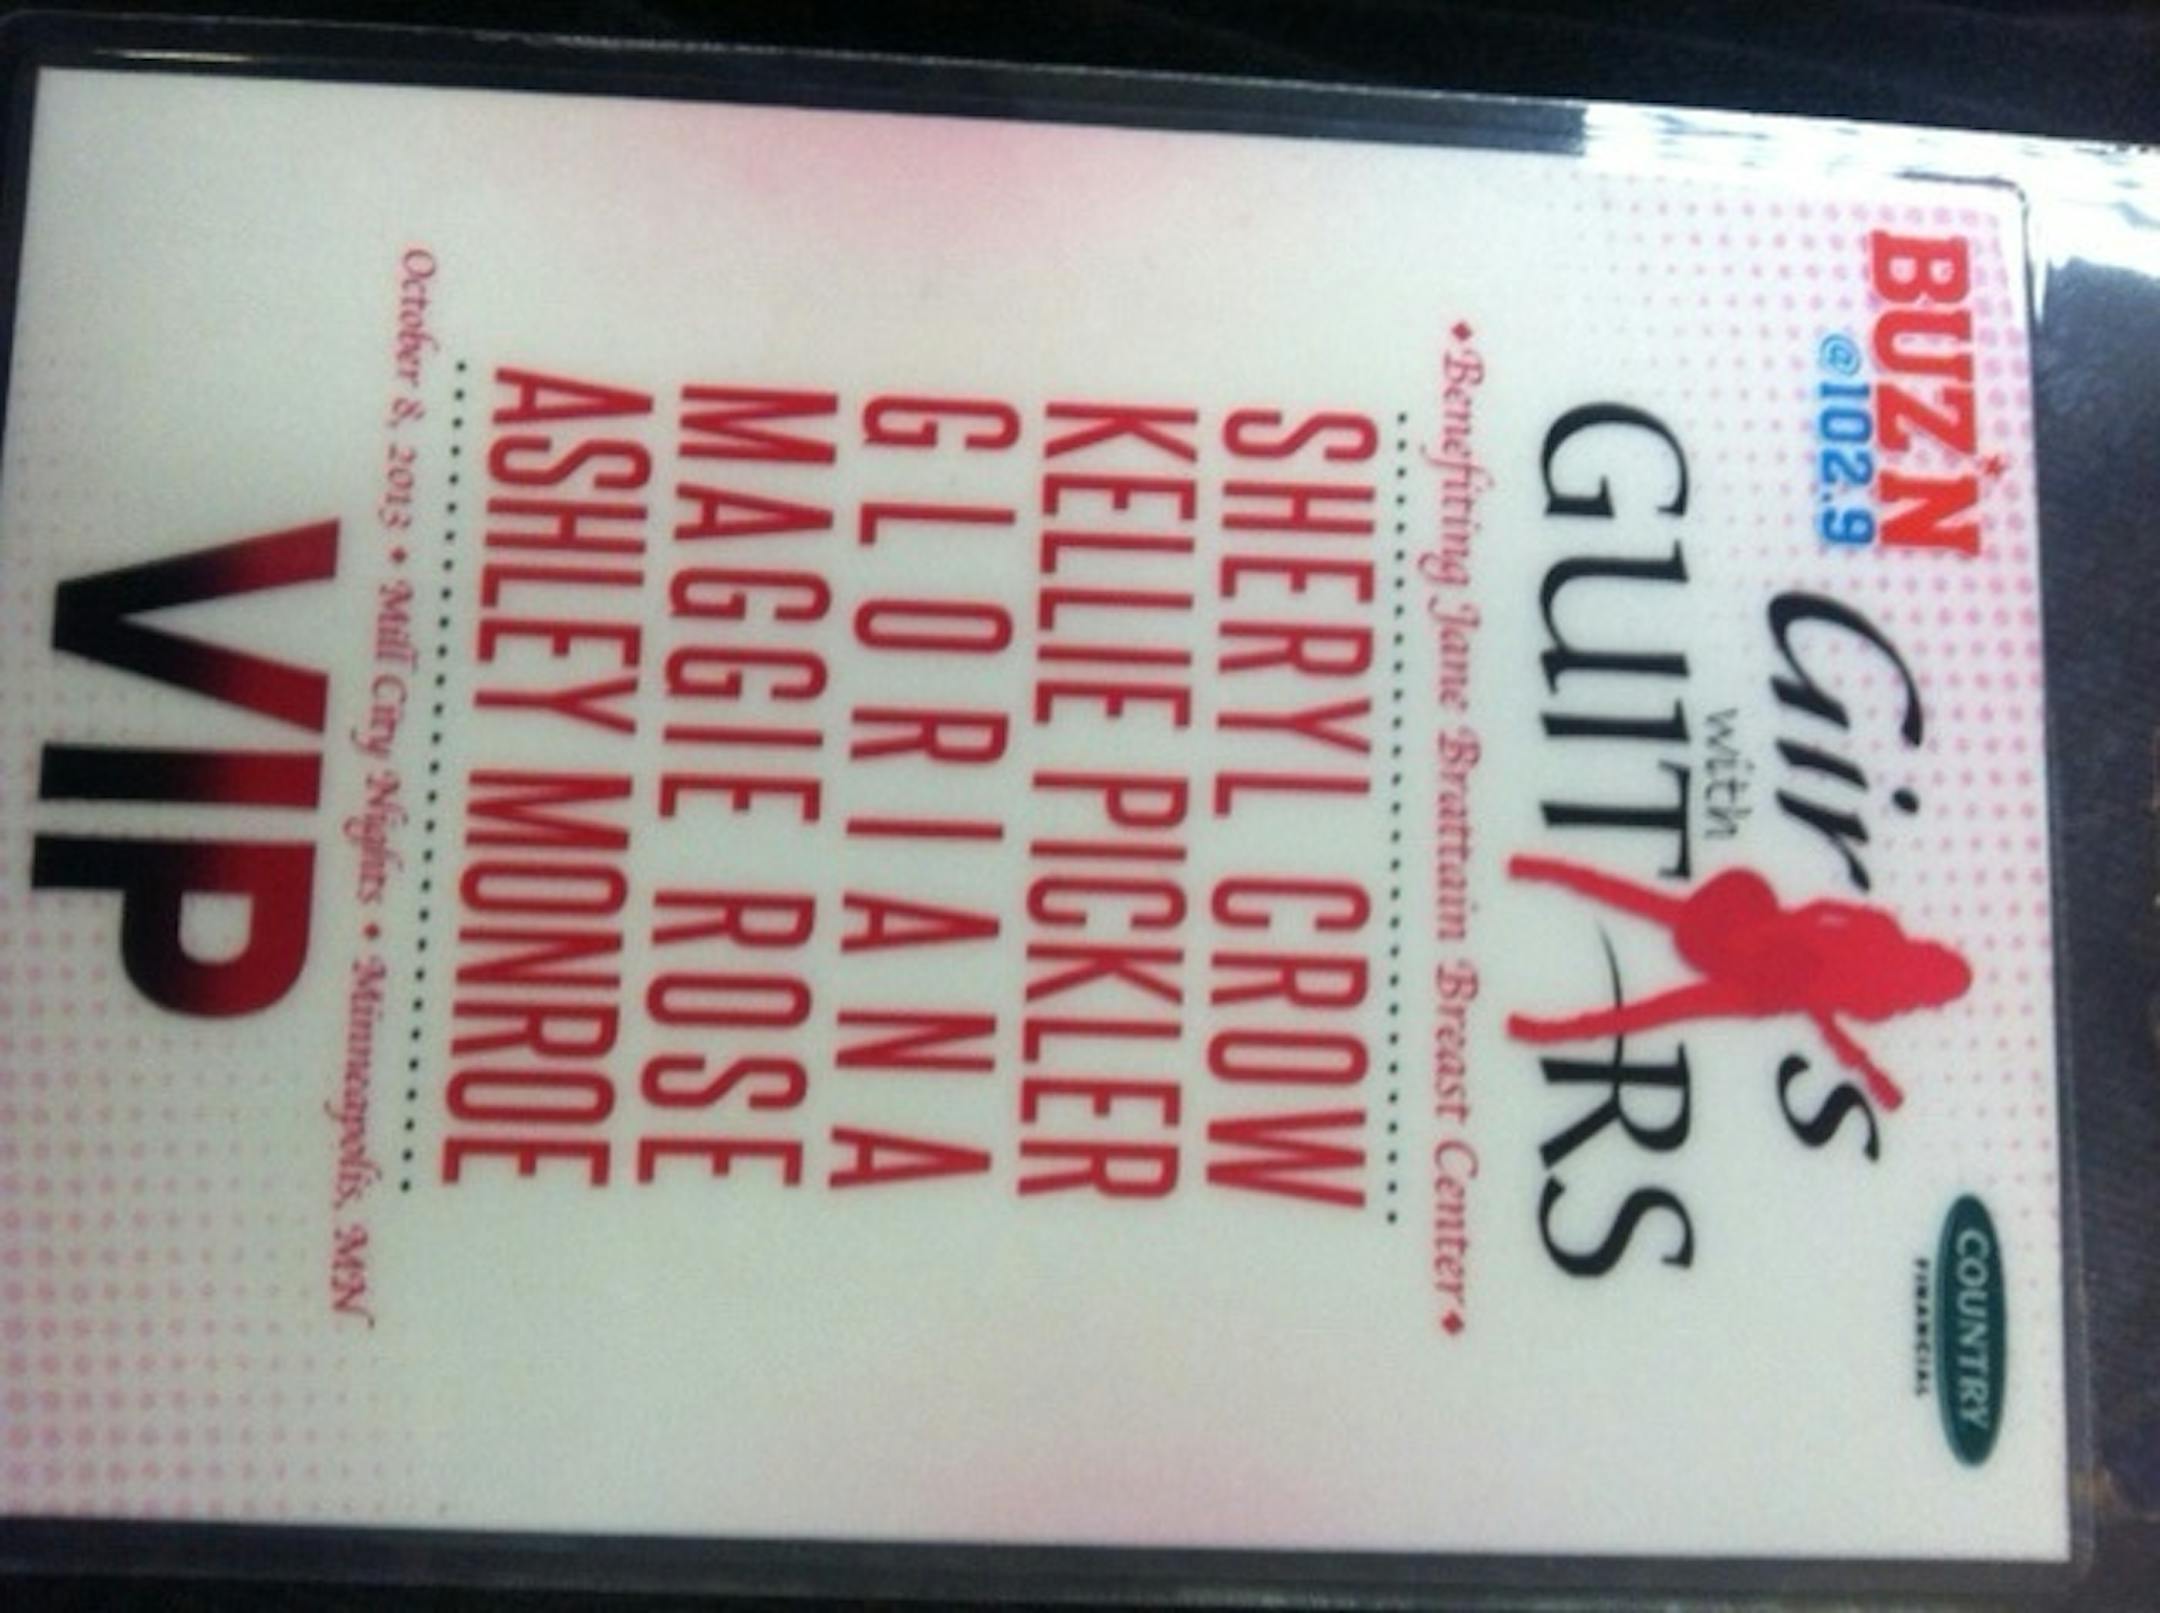 BUZ'N
@102.9
COUNTRY
FINANCIAL
Girls
with
GUITARS
♦Benefiting Jane Brattain Breast Center♦
SHERYL CROW
KELLIE PICKLER
GLORIANA
MAGGIE ROSE
ASHLEY MONROE
October 8, 2013 • Mill City Nights • Minneapolis, MN
VIP